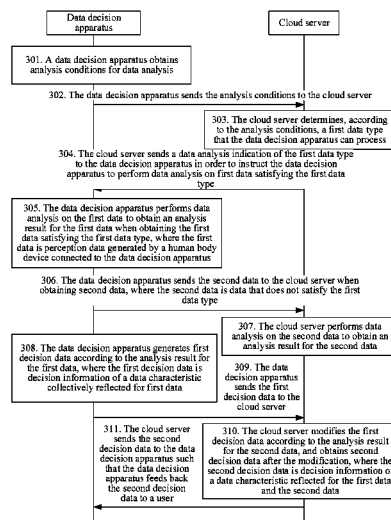 Data decision
apparatus
Cloud server
301. A data decision apparatus obtains
analysis conditions for data analysis
302. The data decision apparatus sends the analysis conditions to the cloud server
303. The cloud server determines, according
to the analysis conditions, a first data type
that the data decision apparatus can process
304. The cloud server sends a data analysis indication of the first data type
to the data decision apparatus in order to instruct the data decision
apparatus to perform data analysis on first data satisfying the first data
type
305. The data decision apparatus performs data
analysis on the first data to obtain an analysis
result for the first data when obtaining the first
data satisfying the first data type, where the first
data is perception data generated by a human body
device connected to the data decision apparatus
306. The data decision apparatus sends the second data to the cloud server when
obtaining second data, where the second data is data that does not satisfy the first
data type
307. The cloud server performs data
analysis on the second data to obtain an
analysis result for the second data
308. The data decision apparatus generates first
decision data according to the analysis result for
the first data, where the first decision data is
decision information of a data characteristic
collectively reflected for first data
309. The data
decision apparatus
sends the first
decision data to the
cloud server
310. The cloud server modifies the first
decision data according to the analysis result
for the second data, and obtains second
decision data after the modification, where the
second decision data is decision information of
a data characteristic reflected for the first data
and the second data
311. The cloud server
sends the second
decision data to the data
decision apparatus such
that the data decision
apparatus feeds back
the second decision
data to a user